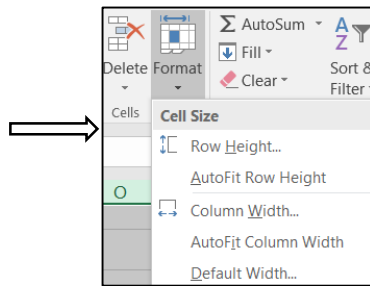 Σ AutoSum
Fill
Clear
Delete Format
Sort &
Filter
Cells
Cell Size
Row Height...
AutoFit Row Height
O
Column Width...
AutoFit Column Width
Default Width...